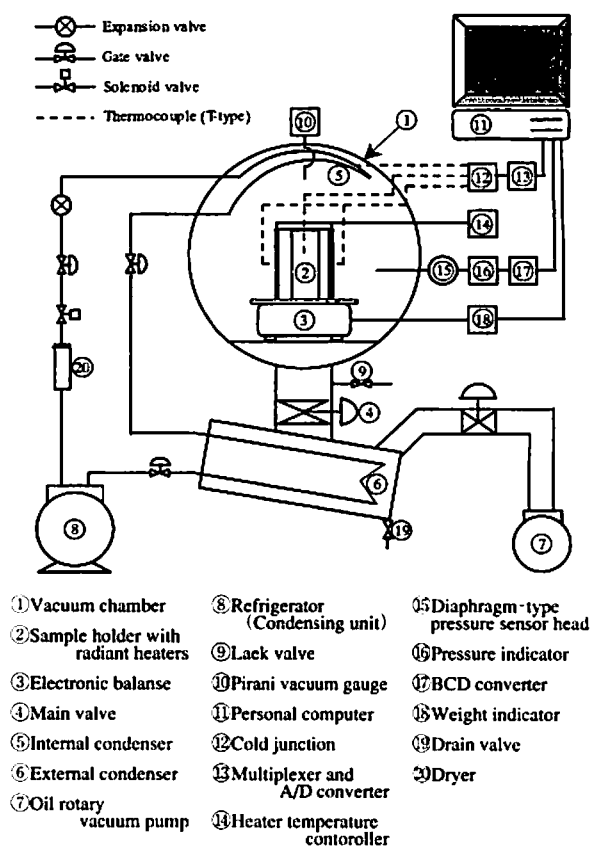 Expansion valve
Gate valve
Solenoid valve
Thermocouple (T-type)
⑩
①
⑪
⑤
⑫
⑬
⑭
②
⑮
⑯
⑰
③
⑱
⑳
⑨
④
⑥
⑧
⑲
⑦
①Vacuum chamber
②Sample holder with
radiant heaters
③Electronic balanse
④Main valve
⑤Internal condenser
⑥External condenser
⑦Oil rotary
vacuum pump
⑧Refrigerator
(Condensing unit)
⑨Laek valve
⑩Pirani vacuum gauge
⑪Personal computer
⑫Cold junction
⑬Multiplexer and
A/D converter
⑭Heater temperature
contoroller
⑮Diaphragm-type
pressure sensor head
⑯Pressure indicator
⑰BCD converter
⑱Weight indicator
⑲Drain valve
⑳Dryer